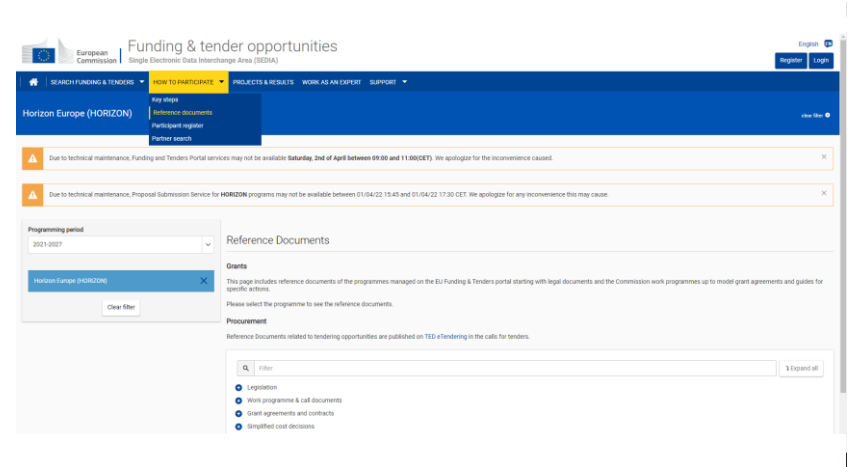 European
Commission
Funding & tender opportunities
Single Electronic Data Interchange Area (SEDIA)
English EN
Register Login
SEARCH FUNDING & TENDERS HOW TO PARTICIPATE PROJECTS & RESULTS WORK AS AN EXPERT SUPPORT
Key steps
Reference documents
Participant register
Partner search
Horizon Europe (HORIZON)
clear filter
Due to technical maintenance, Funding and Tenders Portal services may not be available Saturday, 2nd of April between 09:00 and 11:00(CET). We apologize for the inconvenience caused.
Due to technical maintenance, Proposal Submission Service for HORIZON programs may not be available between 01/04/22 15:45 and 01/04/22 17:30 CET. We apologize for any inconvenience this may cause.
Programming period
2021-2027
Horizon Europe (HORIZON)
Clear filter
Reference Documents
Grants
This page includes reference documents of the programmes managed on the EU Funding & Tenders portal starting with legal documents and the Commission work programmes up to model grant agreements and guides for
specific actions.
Please select the programme to see the reference documents.
Procurement
Reference Documents related to tendering opportunities are published on TED eTendering in the calls for tenders.
Filter
Expand all
Legislation
Work programme & call documents
Grant agreements and contracts
Simplified cost decisions